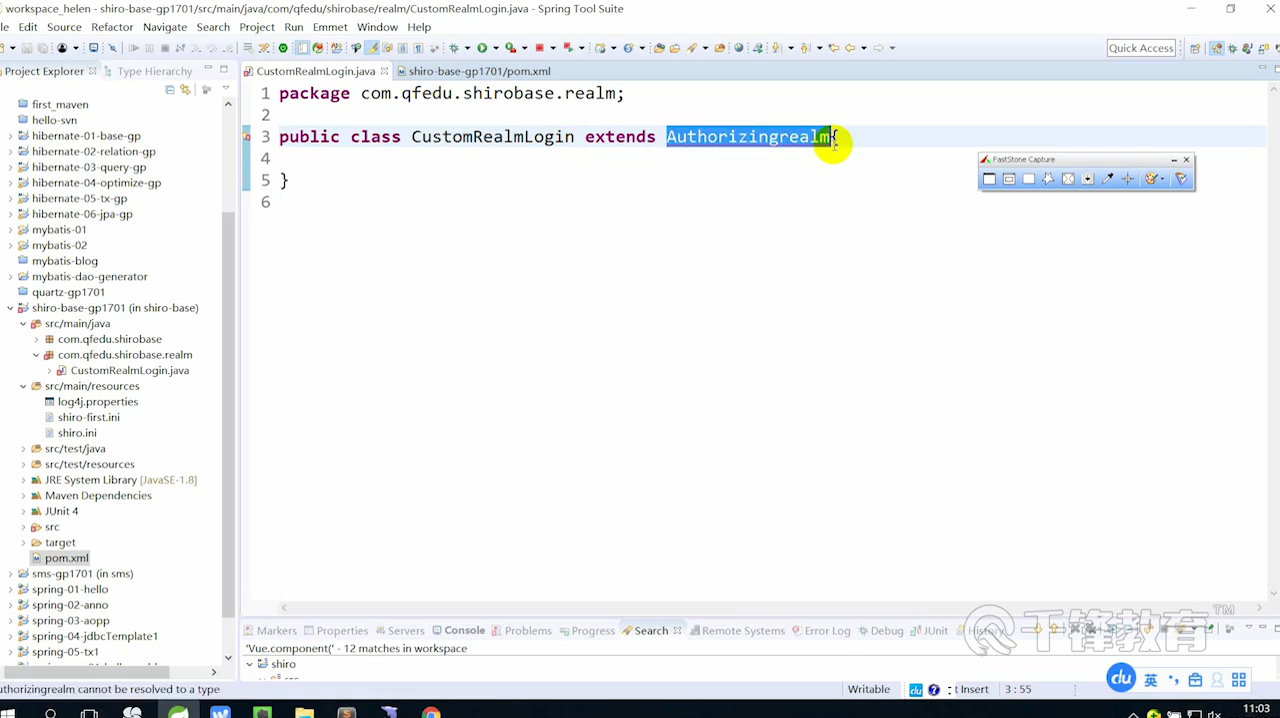 workspace_helen - shiro-base-gp1701/src/main/java/com/qfedu/shirobase/realm/CustomRealmLogin.java - Spring Tool Suite
Edit Source Refactor Navigate Search Project Run Emmet Window Help
Quick Access
Project Explorer Type Hierarchy
CustomRealmLogin.java shiro-base-gp1701/pom.xml
1 package com.qfedu.shirobase.realm;
2
3 public class CustomRealmLogin extends Authorizingrealm{
4
5 }
6
FastStone Capture
first_maven
hello-svn
hibernate-01-base-gp
hibernate-02-relation-gp
hibernate-03-query-gp
hibernate-04-optimize-gp
hibernate-05-tx-gp
hibernate-06-jpa-gp
mybatis-01
mybatis-02
mybatis-blog
mybatis-dao-generator
quartz-gp1701
shiro-base-gp1701 (in shiro-base)
src/main/java
com.qfedu.shirobase
com.qfedu.shirobase.realm
CustomRealmLogin.java
src/main/resources
log4j.properties
shiro-first.ini
shiro.ini
src/test/java
src/test/resources
JRE System Library [JavaSE-1.8]
Maven Dependencies
JUnit 4
src
target
pom.xml
sms-gp1701 (in sms)
spring-01-hello
spring-02-anno
spring-03-aopp
spring-04-jdbcTemplate1
spring-05-tx1
千锋教育 TM
Markers Properties Servers Console Problems Progress Search Remote Systems Error Log Debug JUnit History
'Vue.component(' - 12 matches in workspace
shiro
src
uthorizingrealm cannot be resolved to a type
Writable
t Insert
3 : 55
du 英
11:03